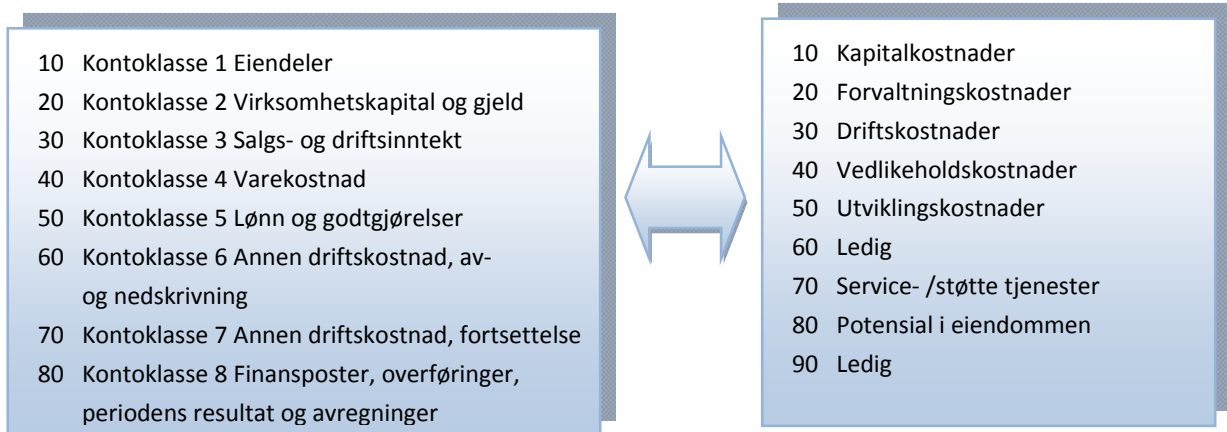 10 Kontoklasse 1 Eiendeler
20 Kontoklasse 2 Virksomhetskapital og gjeld
30 Kontoklasse 3 Salgs- og driftsinntekt
40 Kontoklasse 4 Varekostnad
50 Kontoklasse 5 Lønn og godtgjørelser
60 Kontoklasse 6 Annen driftskostnad, av-
og nedskrivning
70 Kontoklasse 7 Annen driftskostnad, fortsettelse
80 Kontoklasse 8 Finansposter, overføringer,
periodens resultat og avregninger
10 Kapitalkostnader
20 Forvaltningskostnader
30 Driftskostnader
40 Vedlikeholdskostnader
50 Utviklingskostnader
60 Ledig
70 Service- /støtte tjenester
80 Potensial i eiendommen
90 Ledig